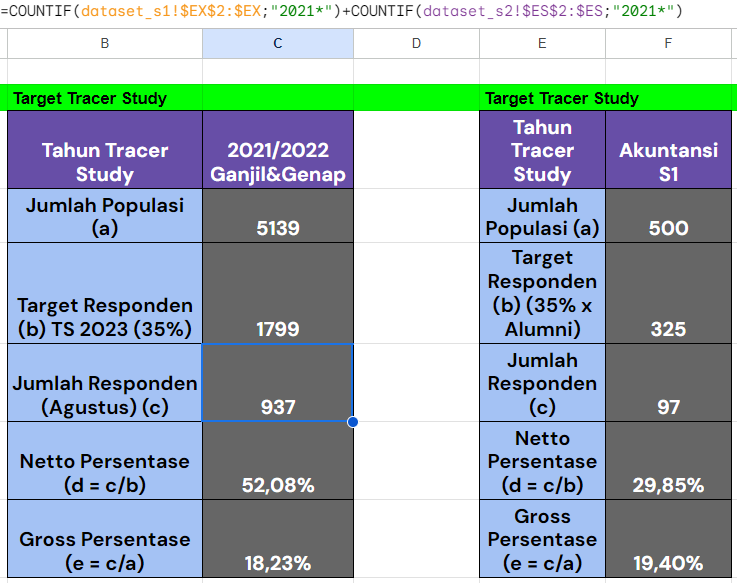 =COUNTIF(dataset_s1!$EX$2:$EX;"2021*")+COUNTIF(dataset_s2!$ES$2:$ES;"2021*")
B C D E F
Target Tracer Study
Target Tracer Study
Tahun Tracer
Study
2021/2022
Ganjil&Genap
Tahun
Tracer
Study
Akuntansi
S1
Jumlah Populasi
(a)
5139
Jumlah
Populasi (a)
500
Target Responden
(b) TS 2023 (35%)
1799
Target
Responden
(b) (35% x
Alumni)
325
Jumlah Responden
(Agustus) (c)
937
Jumlah
Responden
(c)
97
Netto Persentase
(d = c/b)
52,08%
Netto
Persentase
(d = c/b)
29,85%
Gross Persentase
(e = c/a)
18,23%
Gross
Persentase
(e = c/a)
19,40%